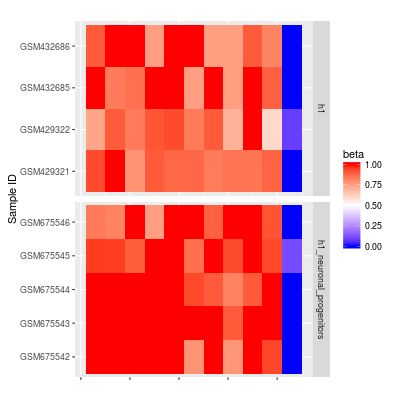 GSM432686
GSM432685
GSM429322
GSM429321
h1
GSM675546
GSM675545
GSM675544
GSM675543
GSM675542
h1_neuronal_progenitors
Sample ID
beta
1.00
0.75
0.50
0.25
0.00